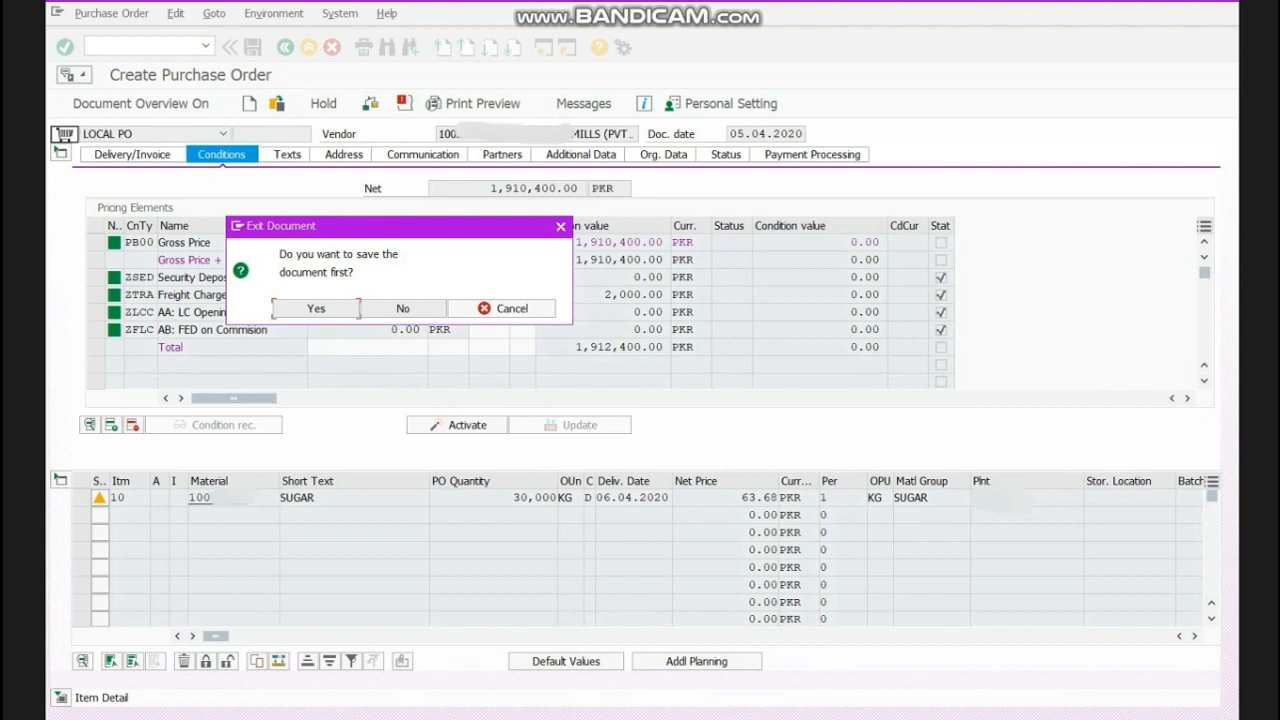 Purchase Order Edit Goto Environment System Help
www.BANDICAM.com
Create Purchase Order
Document Overview On Hold Print Preview Messages Personal Setting
LOCAL PO Vendor 100. MILLS (PVT.. Doc. date 05.04.2020
Delivery/Invoice Conditions Texts Address Communication Partners Additional Data Org. Data Status Payment Processing
Net 1,910,400.00 PKR
Pricing Elements
N.. CnTy Name n value Curr. Status Condition value CdCur Stat
PB00 Gross Price 1,910,400.00 PKR 0.00
Gross Price + 1,910,400.00 PKR 0.00
ZSED Security Depos 0.00 PKR 0.00
ZTRA Freight Charge 2,000.00 PKR 0.00
ZLCC AA: LC Openin 0.00 PKR 0.00
ZFLC AB: FED on Commision 0.00 PKR 0.00 PKR 0.00
Total 1,912,400.00 PKR 0.00
Exit Document
Do you want to save the
document first?
Yes No Cancel
Condition rec. Activate Update
S.. Itm A I Material Short Text PO Quantity OUn C Deliv. Date Net Price Curr... Per OPU Matl Group Plnt Stor. Location Batch
10 100 SUGAR 30,000 KG D 06.04.2020 63.68 PKR 1 KG SUGAR
0.00 PKR 0
0.00 PKR 0
0.00 PKR 0
0.00 PKR 0
0.00 PKR 0
0.00 PKR 0
0.00 PKR 0
Default Values Addl Planning
Item Detail